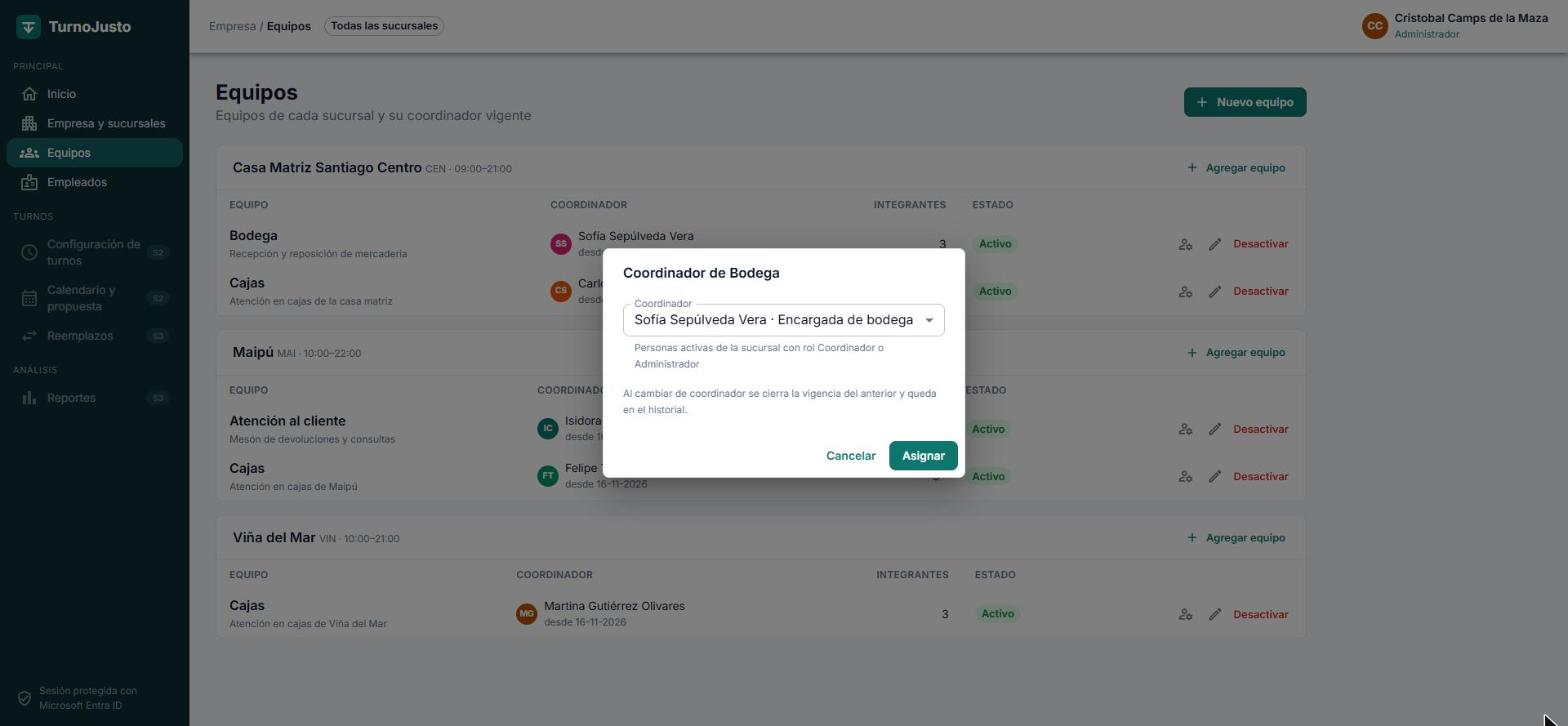 TurnoJusto
Empresa / Equipos
Todas las sucursales
CC
Cristobal Camps de la Maza
Administrador
PRINCIPAL
Inicio
Empresa y sucursales
Equipos
Empleados
TURNOS
Configuración de
turnos
S2
Calendario y
propuesta
S2
Reemplazos
S3
ANÁLISIS
Reportes
S3
Sesión protegida con
Microsoft Entra ID
Equipos
Equipos de cada sucursal y su coordinador vigente
+ Nuevo equipo
Casa Matriz Santiago Centro CEN · 09:00–21:00
+ Agregar equipo
EQUIPO COORDINADOR INTEGRANTES ESTADO
Bodega
Recepción y reposición de mercadería
SS
Sofía Sepúlveda Vera
3
Activo
Desactivar
Cajas
Atención en cajas de la casa matriz
CS
Activo
Desactivar
Coordinador de Bodega
Coordinador
Sofía Sepúlveda Vera · Encargada de bodega
Personas activas de la sucursal con rol Coordinador o
Administrador
Al cambiar de coordinador se cierra la vigencia del anterior y queda
en el historial.
Cancelar
Asignar
Maipú MAI · 10:00–22:00
+ Agregar equipo
EQUIPO ESTADO
Atención al cliente
Mesón de devoluciones y consultas
IC
Isidora
Activo
Desactivar
Cajas
Atención en cajas de Maipú
FT
Felipe
desde 16-11-2026
Activo
Desactivar
Viña del Mar VIN · 10:00–21:00
+ Agregar equipo
EQUIPO COORDINADOR INTEGRANTES ESTADO
Cajas
Atención en cajas de Viña del Mar
MG
Martina Gutiérrez Olivares
desde 16-11-2026
3
Activo
Desactivar